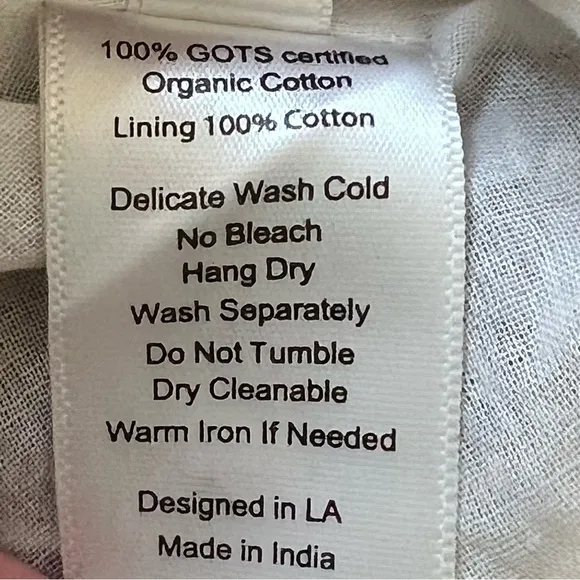 100% GOTS certified
Organic Cotton
Lining 100% Cotton
Delicate Wash Cold
No Bleach
Hang Dry
Wash Separately
Do Not Tumble
Dry Cleanable
Warm Iron If Needed
Designed in LA
Made in India